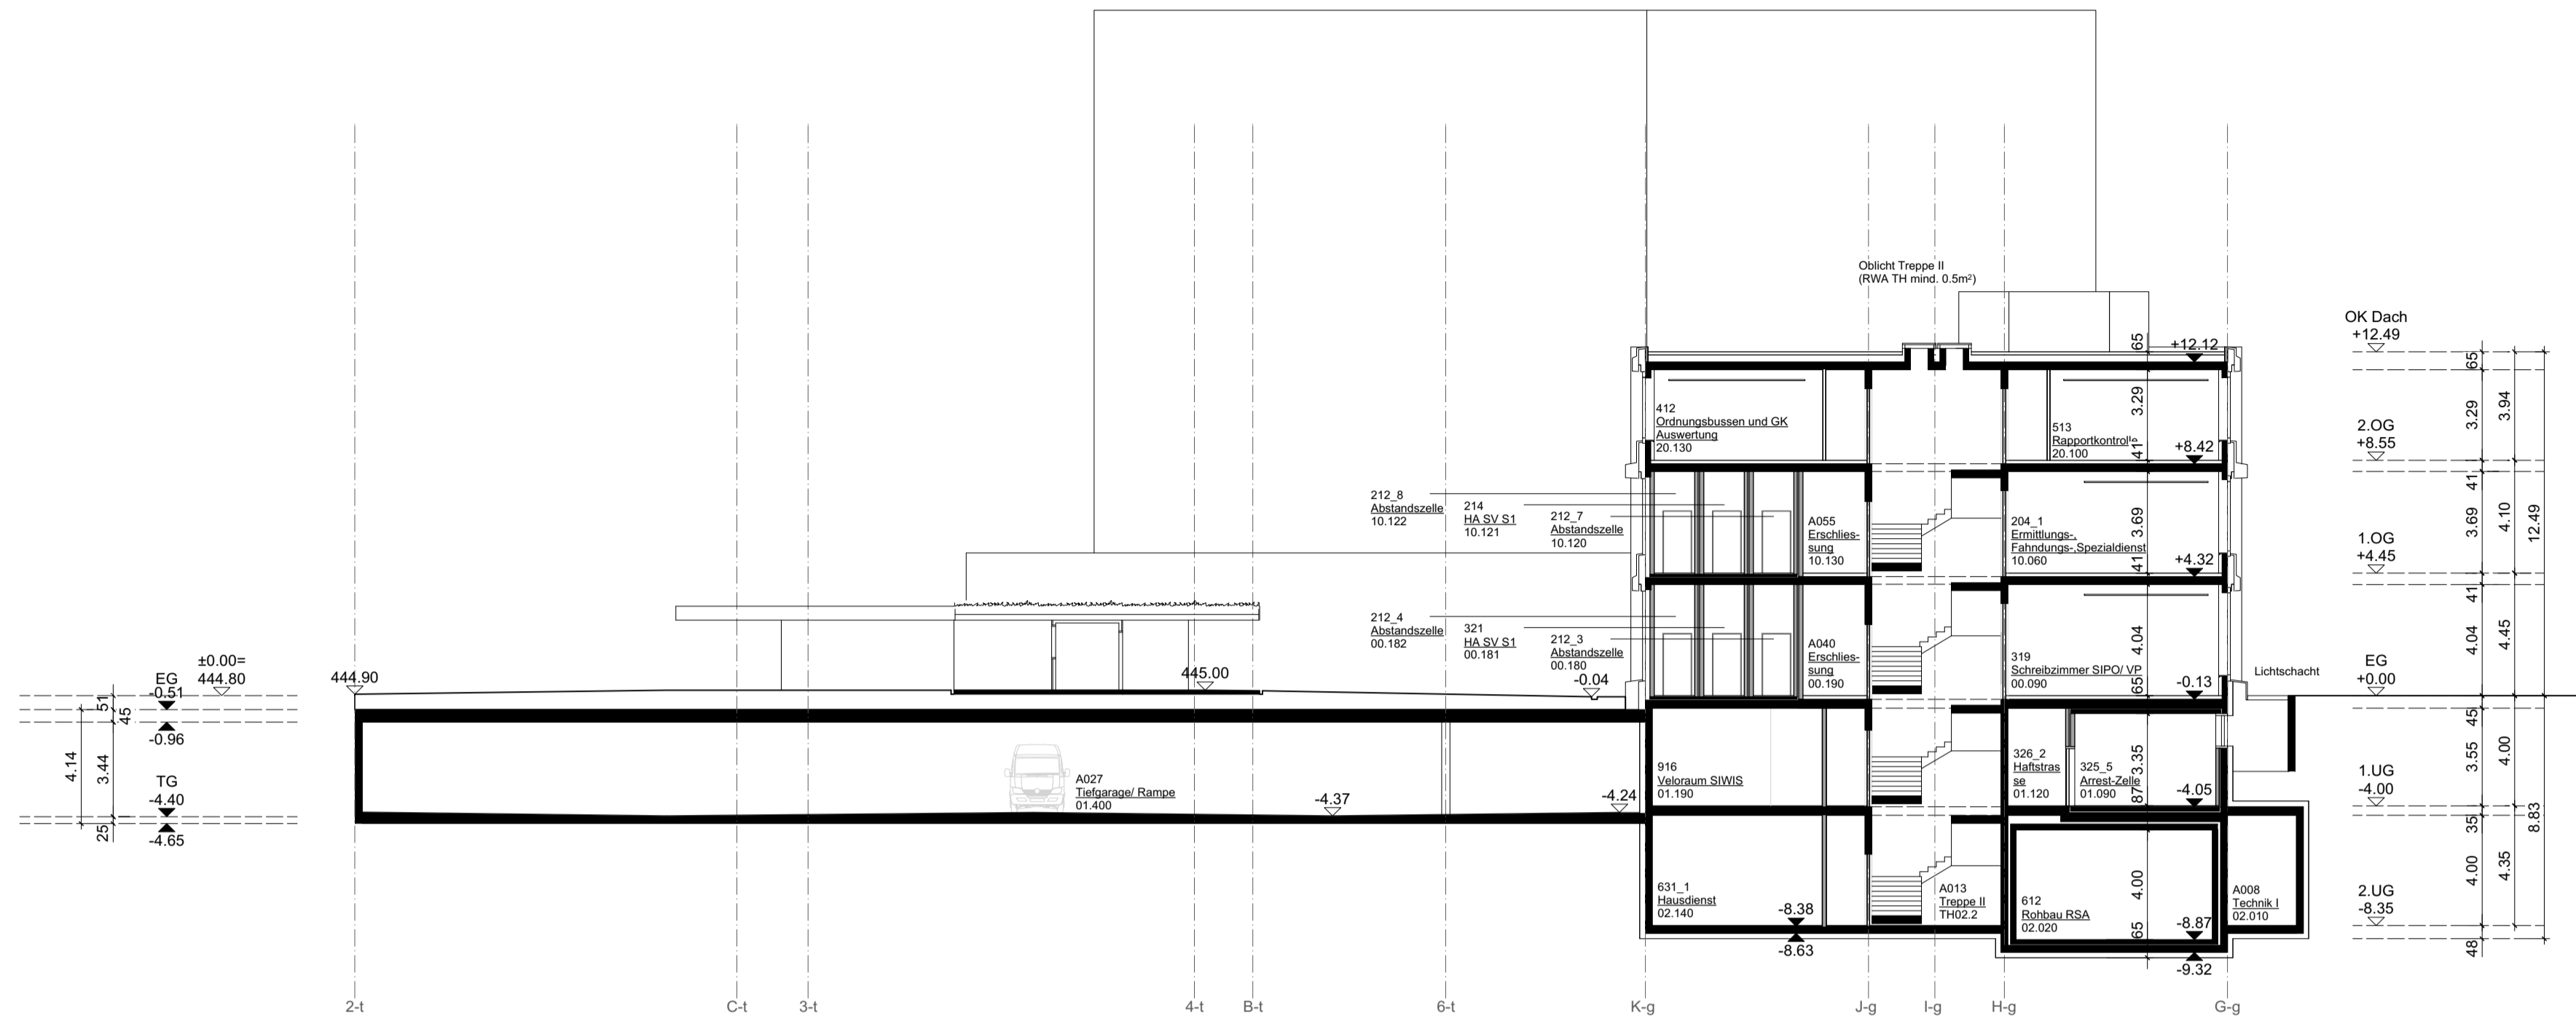 Oblicht Treppe II
(RWA TH mind. 0.5m²)
OK Dach
+12.49
+12.12
65
65
3.29
3.29
3.94
412
Ordnungsbussen und GK
Auswertung
20.130
513
Rapportkontroll
20.100
41
+8.42
2.OG
+8.55
212_8
Abstandszelle
10.122
214
HA SV S1
10.121
212_7
Abstandszelle
10.120
A055
Erschlies-
sung
10.130
204_1
Ermittlungs-,
Fahndungs-,Spezialdienst
10.060
3.69
41
+4.32
1.OG
+4.45
41
3.69
4.10
12.49
212_4
Abstandszelle
00.182
321
HA SV S1
00.181
212_3
Abstandszelle
00.180
A040
Erschlies-
sung
00.190
319
Schreibzimmer SIPO/ VP
00.090
4.04
65
-0.13
Lichtschacht
EG
+0.00
41
4.04
4.45
±0.00=
444.80
EG
-0.51
51
45
-0.96
444.90
445.00
-0.04
4.14
3.44
TG
-4.40
25
-4.65
A027
Tiefgarage/ Rampe
01.400
-4.37
-4.24
916
Veloraum SIWIS
01.190
326_2
Haftstras
se
01.120
325_5
Arrest-Zelle
01.090
3.35
87
-4.05
1.UG
-4.00
45
3.55
4.00
8.83
631_1
Hausdienst
02.140
-8.38
-8.63
A013
Treppe II
TH02.2
612
Rohbau RSA
02.020
4.00
65
-8.87
-9.32
A008
Technik I
02.010
2.UG
-8.35
35
4.00
4.35
48
2-t
C-t
3-t
4-t
B-t
6-t
K-g
J-g
I-g
H-g
G-g